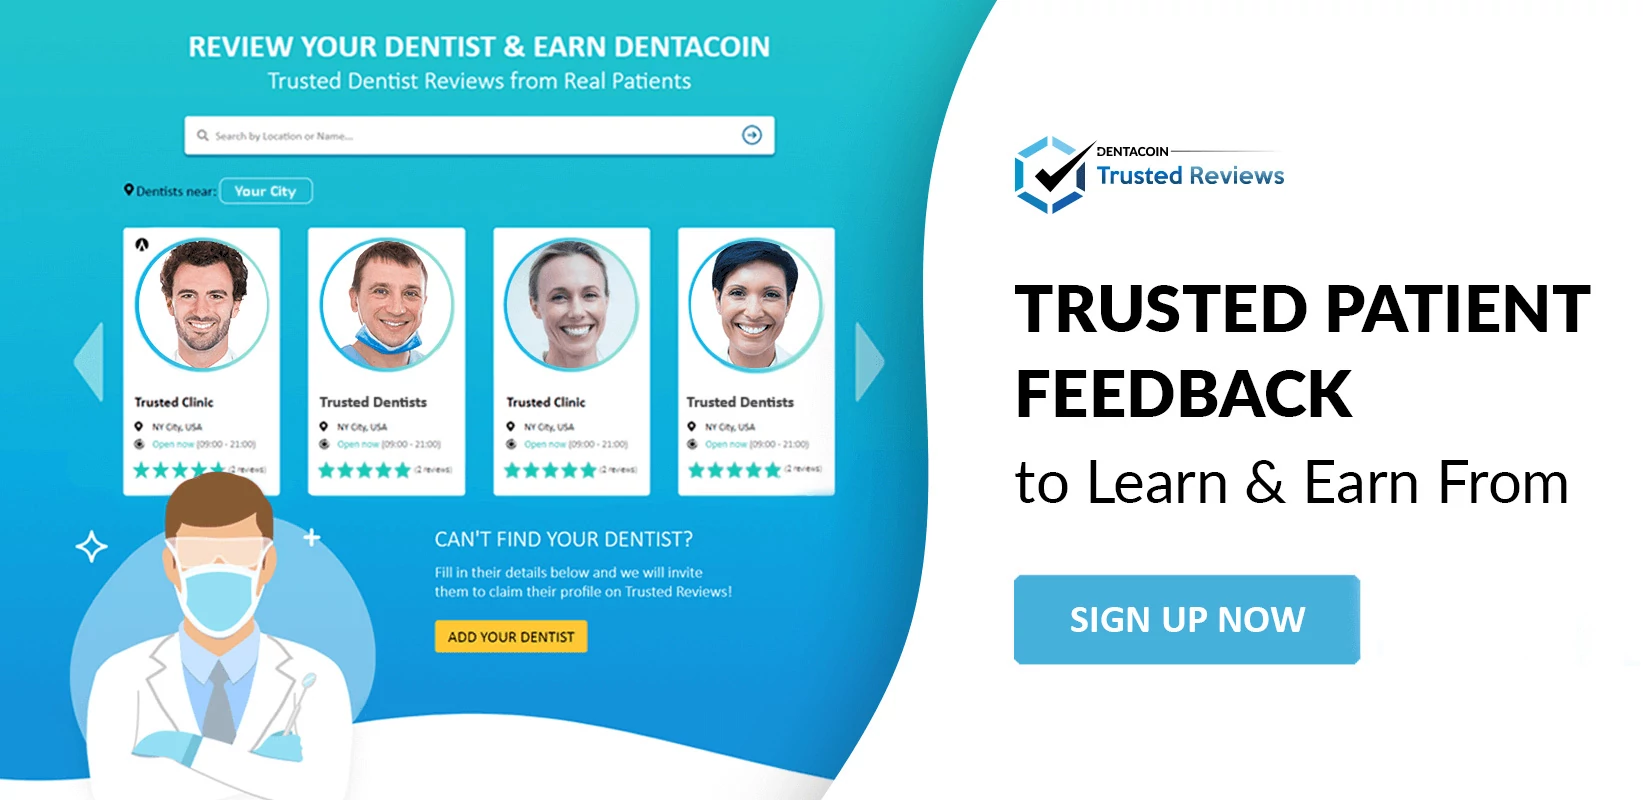 REVIEW YOUR DENTIST & EARN DENTACOIN
Trusted Dentist Reviews from Real Patients
Search by Location or Name...
Dentists near: Your City
Trusted Clinic
NY City, USA
Open now (09:00 - 21:00)
(2 reviews)
Trusted Dentists
NY City, USA
Open now (09:00 - 21:00)
(2 reviews)
Trusted Clinic
NY City, USA
Open now (09:00 - 21:00)
(2 reviews)
Trusted Dentists
NY City, USA
Open now (09:00 - 21:00)
(2 reviews)
CAN'T FIND YOUR DENTIST?
Fill in their details below and we will invite
them to claim their profile on Trusted Reviews!
ADD YOUR DENTIST
DENTACOIN
Trusted Reviews
TRUSTED PATIENT
FEEDBACK
to Learn & Earn From
SIGN UP NOW